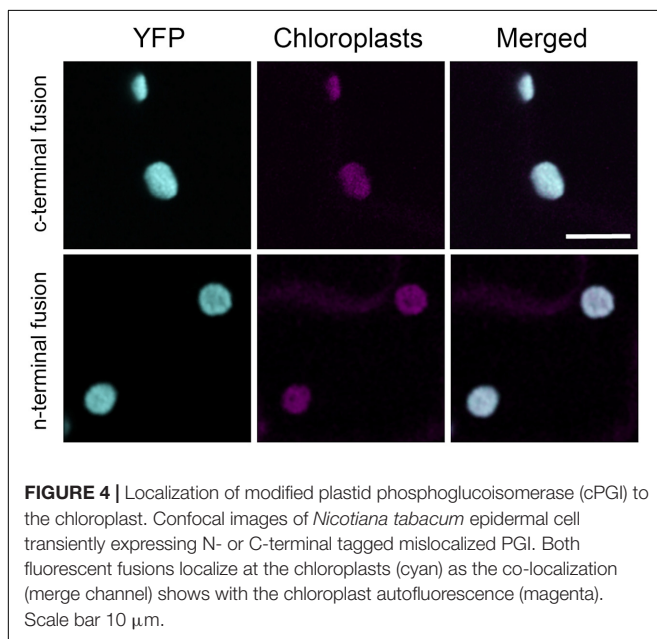 YFP Chloroplasts Merged
c-terminal fusion
n-terminal fusion
FIGURE 4 | Localization of modified plastid phosphoglucoisomerase (cPGI) to
the chloroplast. Confocal images of Nicotiana tabacum epidermal cell
transiently expressing N- or C-terminal tagged mislocalized PGI. Both
fluorescent fusions localize at the chloroplasts (cyan) as the co-localization
(merge channel) shows with the chloroplast autofluorescence (magenta).
Scale bar 10 μm.